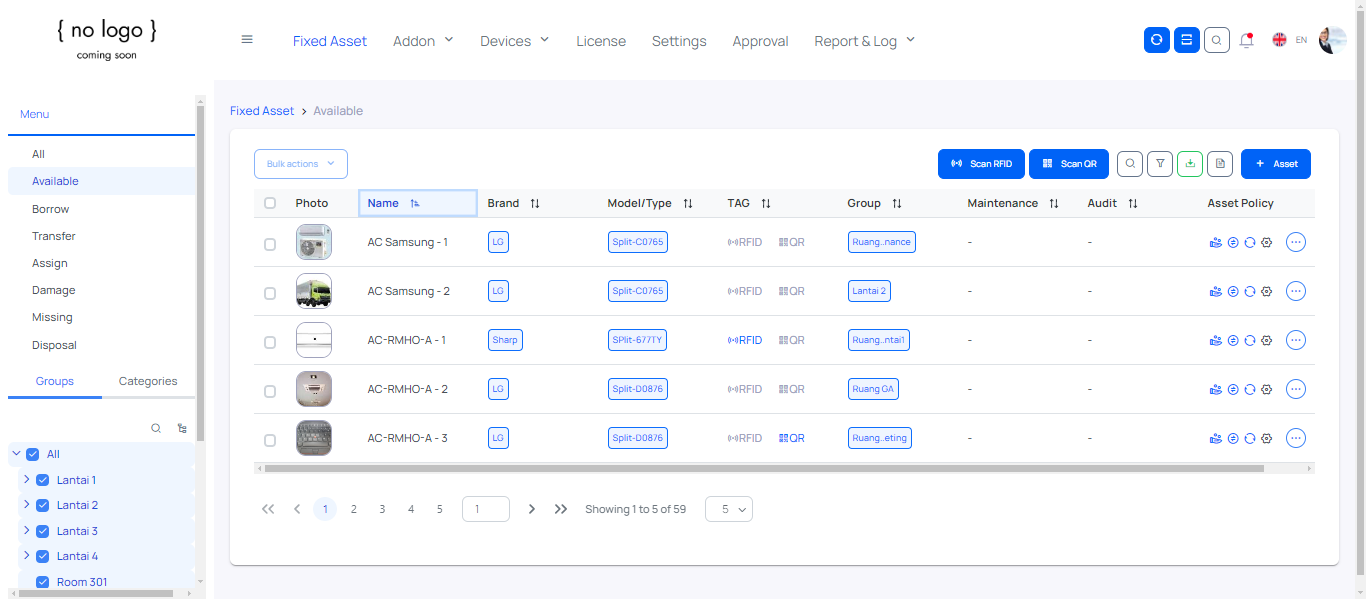 { no logo }
coming soon
Fixed Asset Addon Devices License Settings Approval Report & Log EN
Menu
All
Available
Borrow
Transfer
Assign
Damage
Missing
Disposal
Groups Categories
All
Lantai 1
Lantai 2
Lantai 3
Lantai 4
Room 301
Fixed Asset > Available
Bulk actions Scan RFID Scan QR + Asset
Photo Name Brand Model/Type TAG Group Maintenance Audit Asset Policy
AC Samsung - 1 LG Split-C0765 RFID QR Ruang..nance - -
AC Samsung - 2 LG Split-C0765 RFID QR Lantai 2 - -
AC-RMHO-A - 1 Sharp SPlit-677TY RFID QR Ruang..ntai1 - -
AC-RMHO-A - 2 LG Split-D0876 RFID QR Ruang GA - -
AC-RMHO-A - 3 LG Split-D0876 RFID QR Ruang..eting - -
1 2 3 4 5 1 Showing 1 to 5 of 59 5